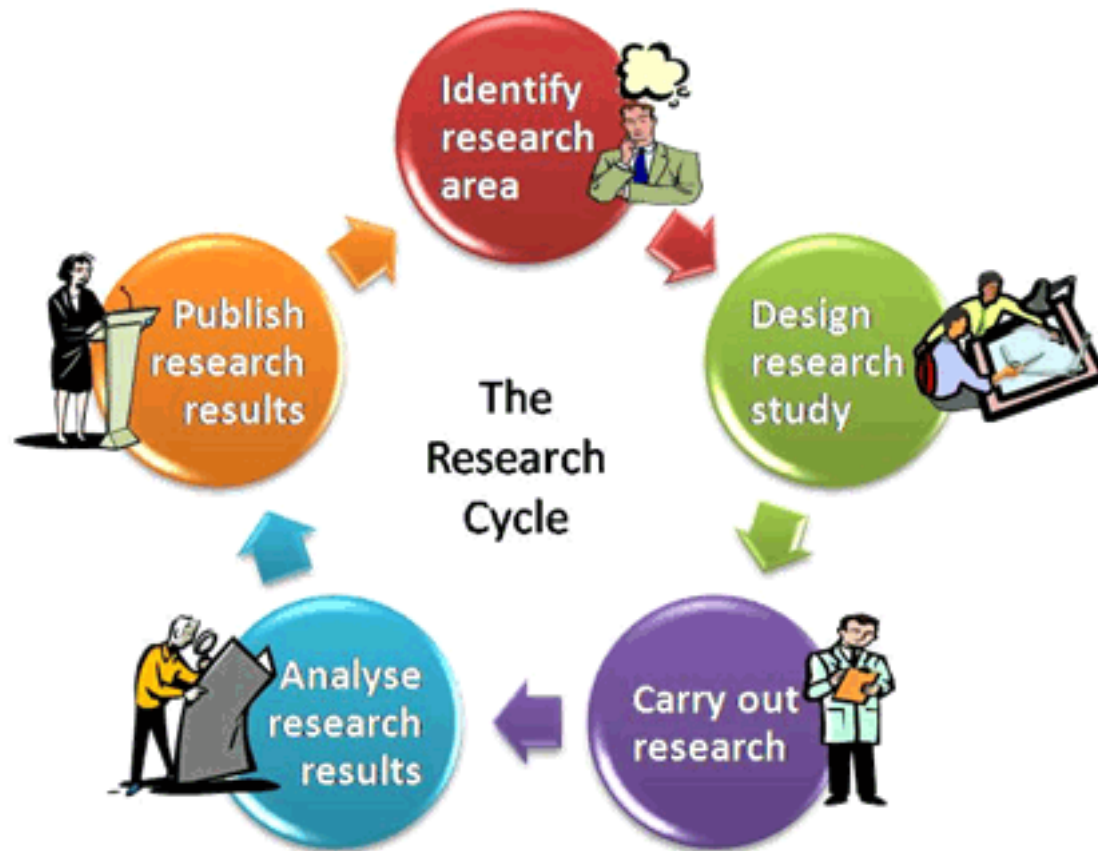 Identify
research
area
Design
research
study
Carry out
research
Analyse
research
results
Publish
research
results
The
Research
Cycle